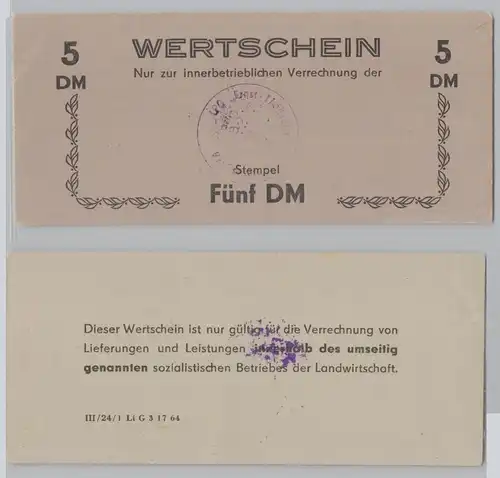 5 WERTSCHEIN 5
DM Nur zur innerbetrieblichen Verrechnung der DM
Stempel
Fünf DM
Dieser Wertschein ist nur gültig für die Verrechnung von
Lieferungen und Leistungen innerhalb des umseitig
genannten sozialistischen Betriebes der Landwirtschaft.
III/24/1 Li G 3 17 64